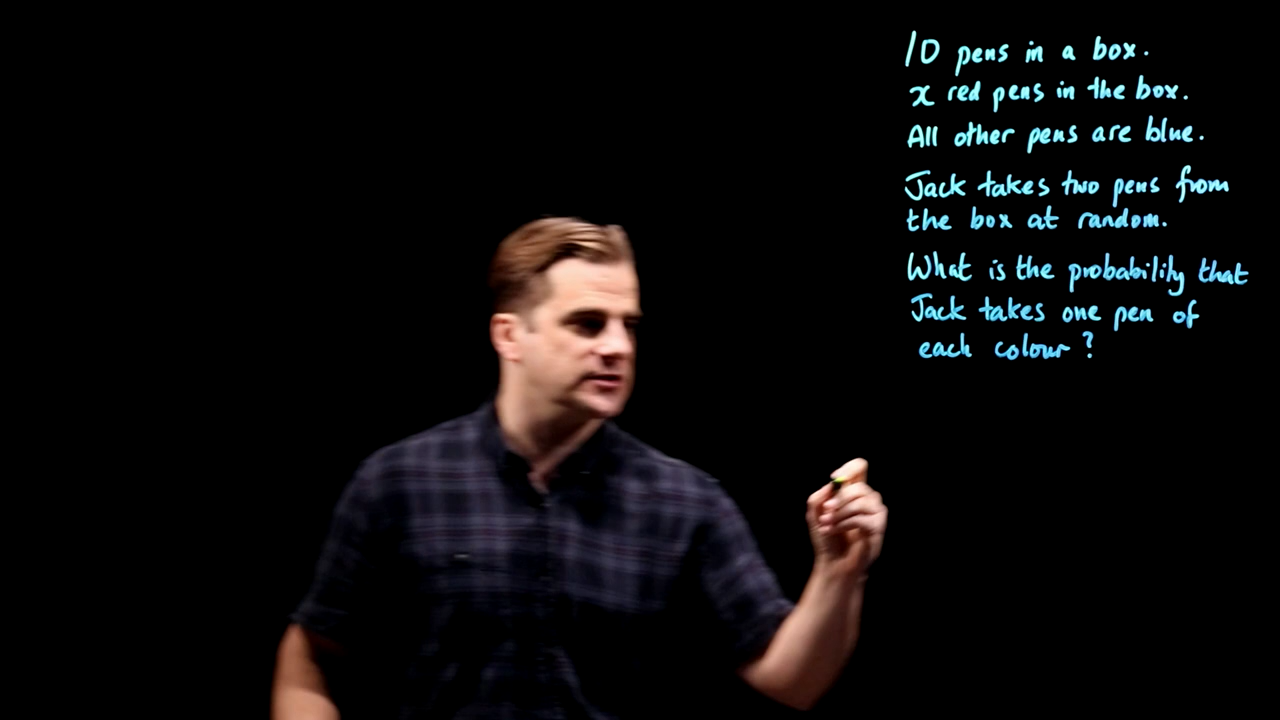 10 pens in a box.
x red pens in the box.
All other pens are blue.
Jack takes two pens from
the box at random.
What is the probability that
Jack takes one pen of
each colour?